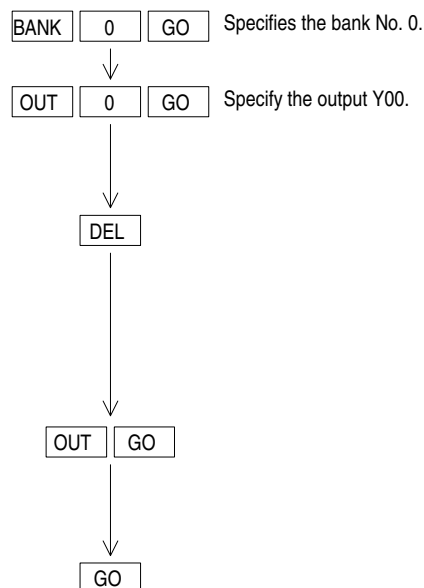 BANK 0 GO Specifies the bank No. 0.
OUT 0 GO Specify the output Y00.
DEL
OUT GO
GO